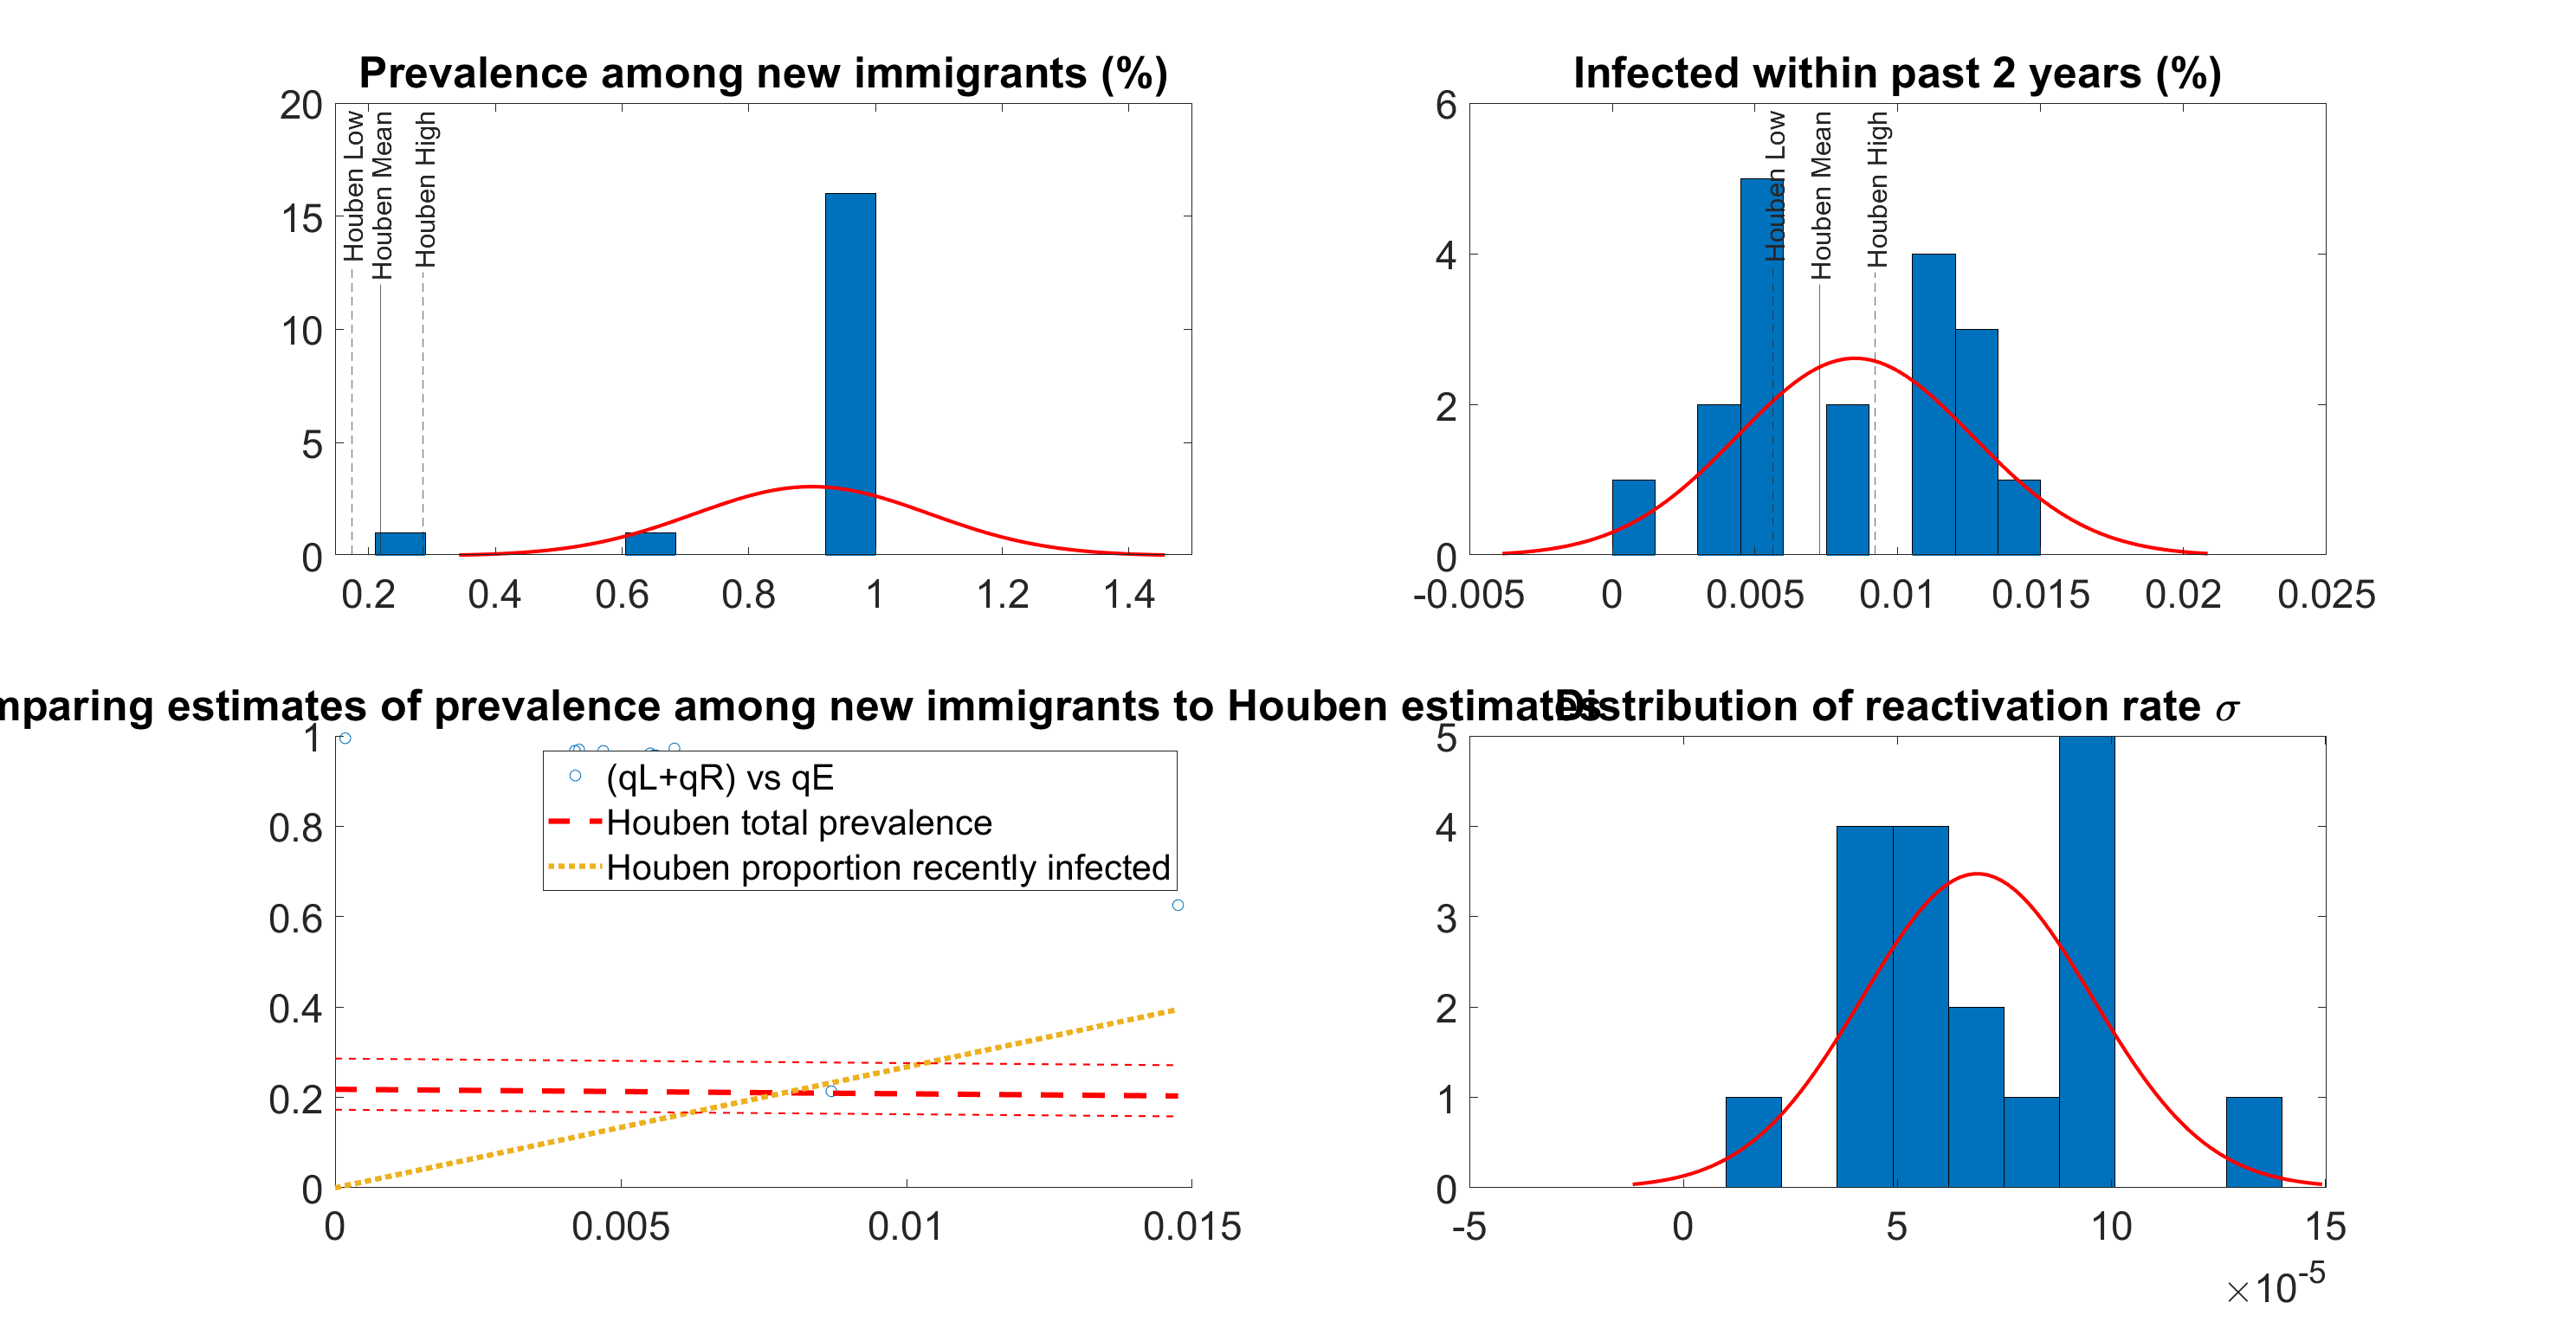 Prevalence among new immigrants (%)
20
15
10
5
0
Houben Low
Houben Mean
Houben High
0.2 0.4 0.6 0.8 1 1.2 1.4
Infected within past 2 years (%)
6
4
2
0
Houben Low
Houben Mean
Houben High
-0.005 0 0.005 0.01 0.015 0.02 0.025
mparing estimates of prevalence among new immigrants to Houben estimates
1
0.8
0.6
0.4
0.2
0
(qL+qR) vs qE
Houben total prevalence
Houben proportion recently infected
0 0.005 0.01 0.015
Distribution of reactivation rate σ
5
4
3
2
1
0
-5 0 5 10 15
×10-5